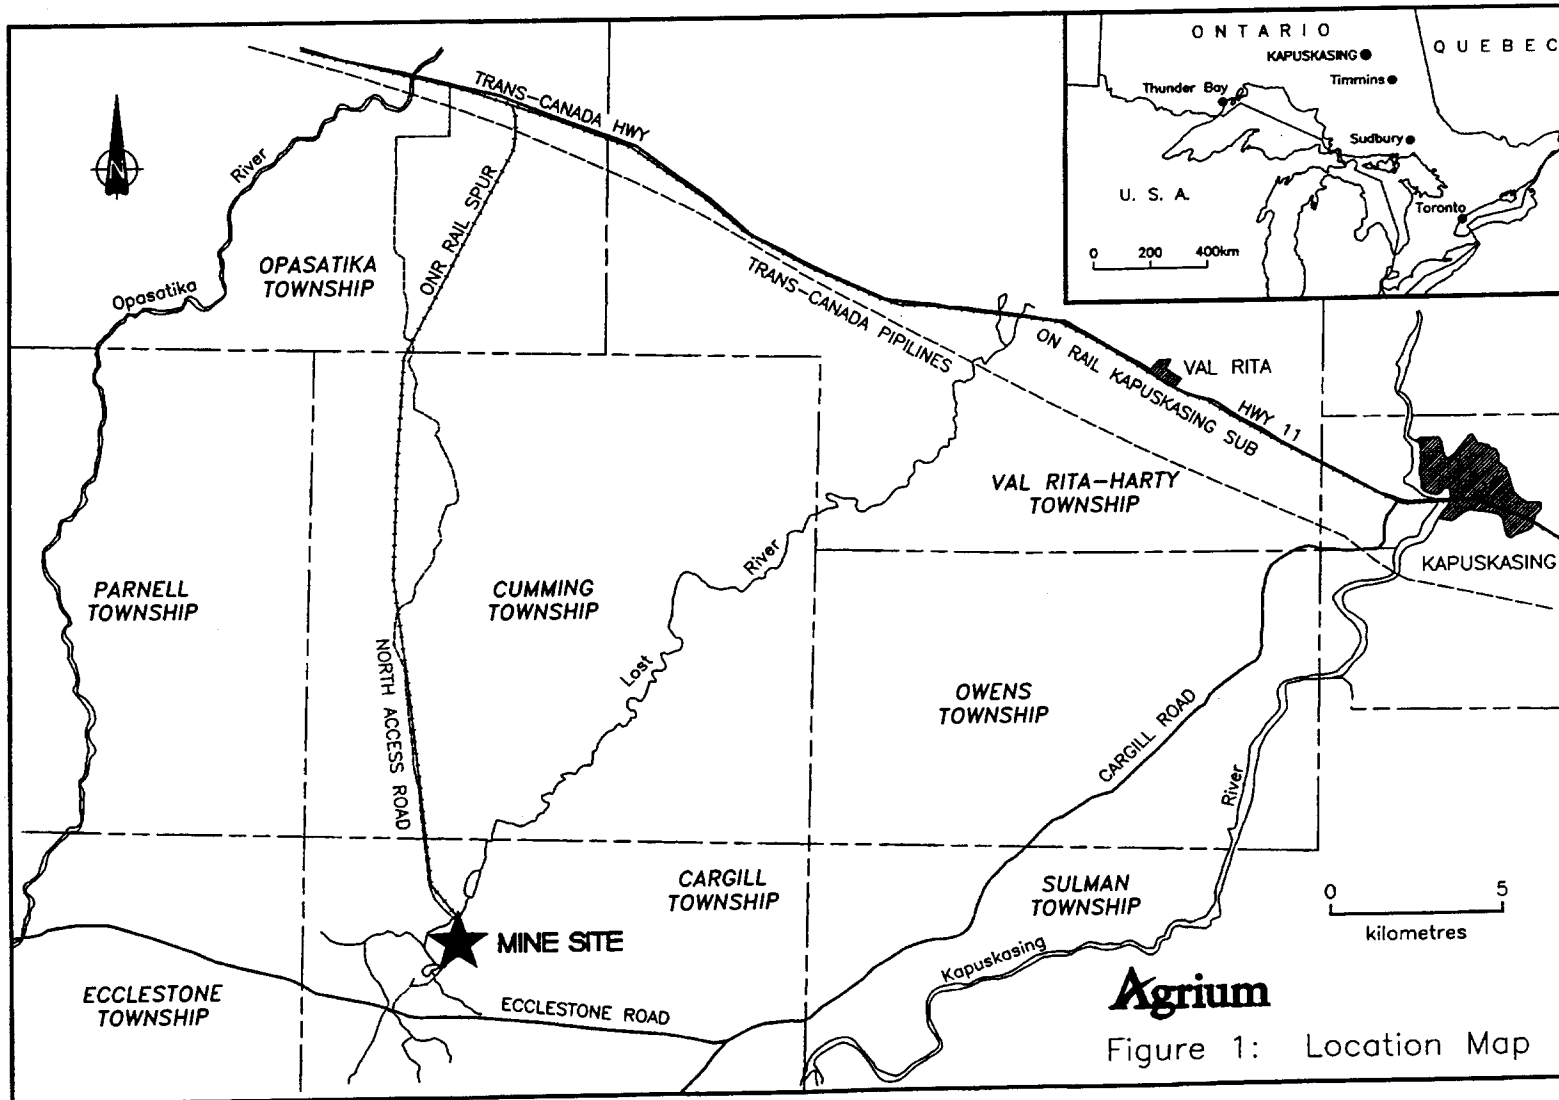 ONTARIO
QUEBEC
KAPUSKASING
Timmins
Thunder Bay
Sudbury
U. S. A.
Toronto
0 200 400km
TRANS-CANADA HWY
River
N
ONR RAIL SPUR
OPASATIKA
TOWNSHIP
Opasatika
TRANS-CANADA PIPILINES
ON RAIL KAPUSKASING SUB
VAL RITA
HWY 11
VAL RITA-HARTY
TOWNSHIP
KAPUSKASING
PARNELL
TOWNSHIP
CUMMING
TOWNSHIP
River
Lost
NORTH ACCESS ROAD
OWENS
TOWNSHIP
CARGILL ROAD
River
CARGILL
TOWNSHIP
SULMAN
TOWNSHIP
0 5
kilometres
MINE SITE
Kapuskasing
ECCLESTONE
TOWNSHIP
ECCLESTONE ROAD
Agrium
Figure 1: Location Map